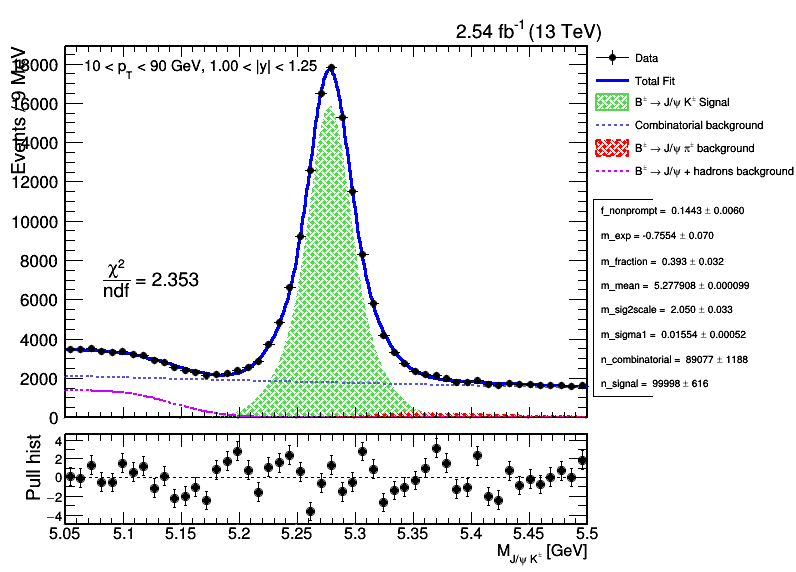 2.54 fb⁻¹ (13 TeV)
Events / 9 MeV
10 < p_T < 90 GeV, 1.00 < |y| < 1.25
18000
16000
14000
12000
10000
8000
6000
4000
2000
0
χ²/ndf = 2.353
Data
Total Fit
B± → J/ψ K± Signal
Combinatorial background
B± → J/ψ π± background
B± → J/ψ + hadrons background
f_nonprompt = 0.1443 ± 0.0060
m_exp = -0.7554 ± 0.070
m_fraction = 0.393 ± 0.032
m_mean = 5.277908 ± 0.000099
m_sig2scale = 2.050 ± 0.033
m_sigma1 = 0.01554 ± 0.00052
n_combinatorial = 89077 ± 1188
n_signal = 99998 ± 616
Pull hist
4
2
0
−2
−4
5.05 5.1 5.15 5.2 5.25 5.3 5.35 5.4 5.45 5.5
M_J/ψ K± [GeV]